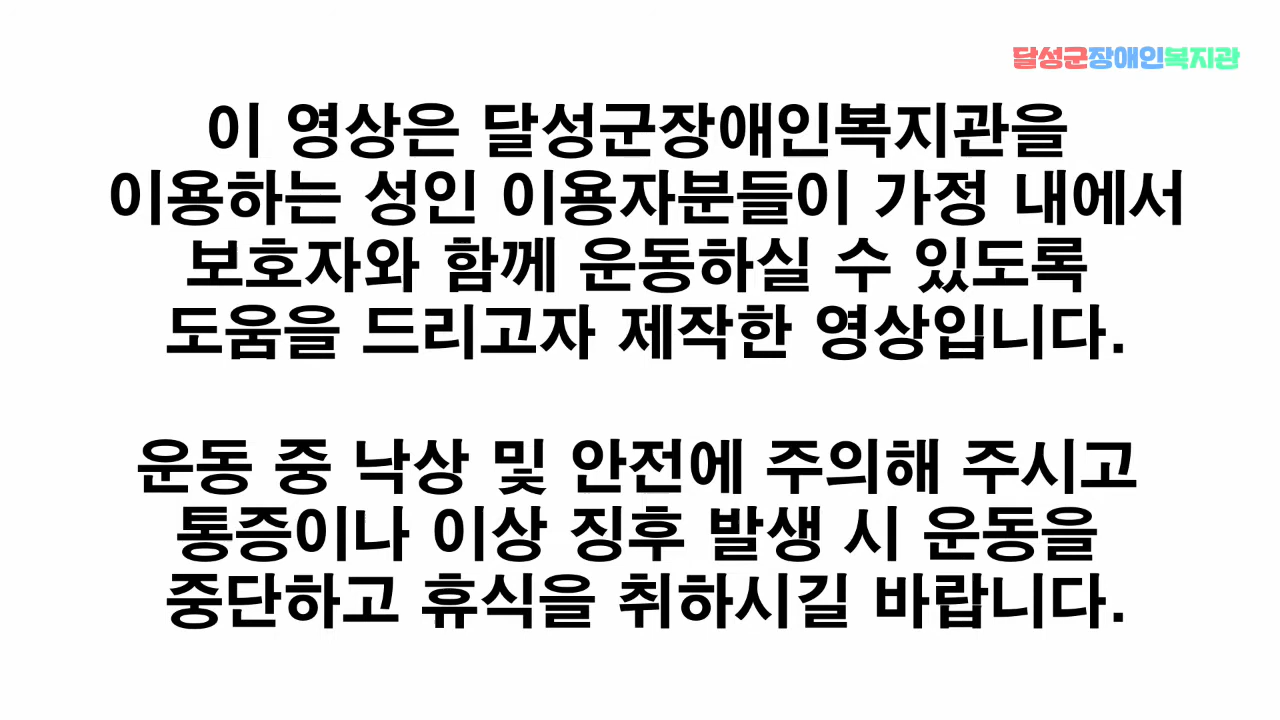 달성군장애인복지관
이 영상은 달성군장애인복지관을
이용하는 성인 이용자분들이 가정 내에서
보호자와 함께 운동하실 수 있도록
도움을 드리고자 제작한 영상입니다.
운동 중 낙상 및 안전에 주의해 주시고
통증이나 이상 징후 발생 시 운동을
중단하고 휴식을 취하시길 바랍니다.